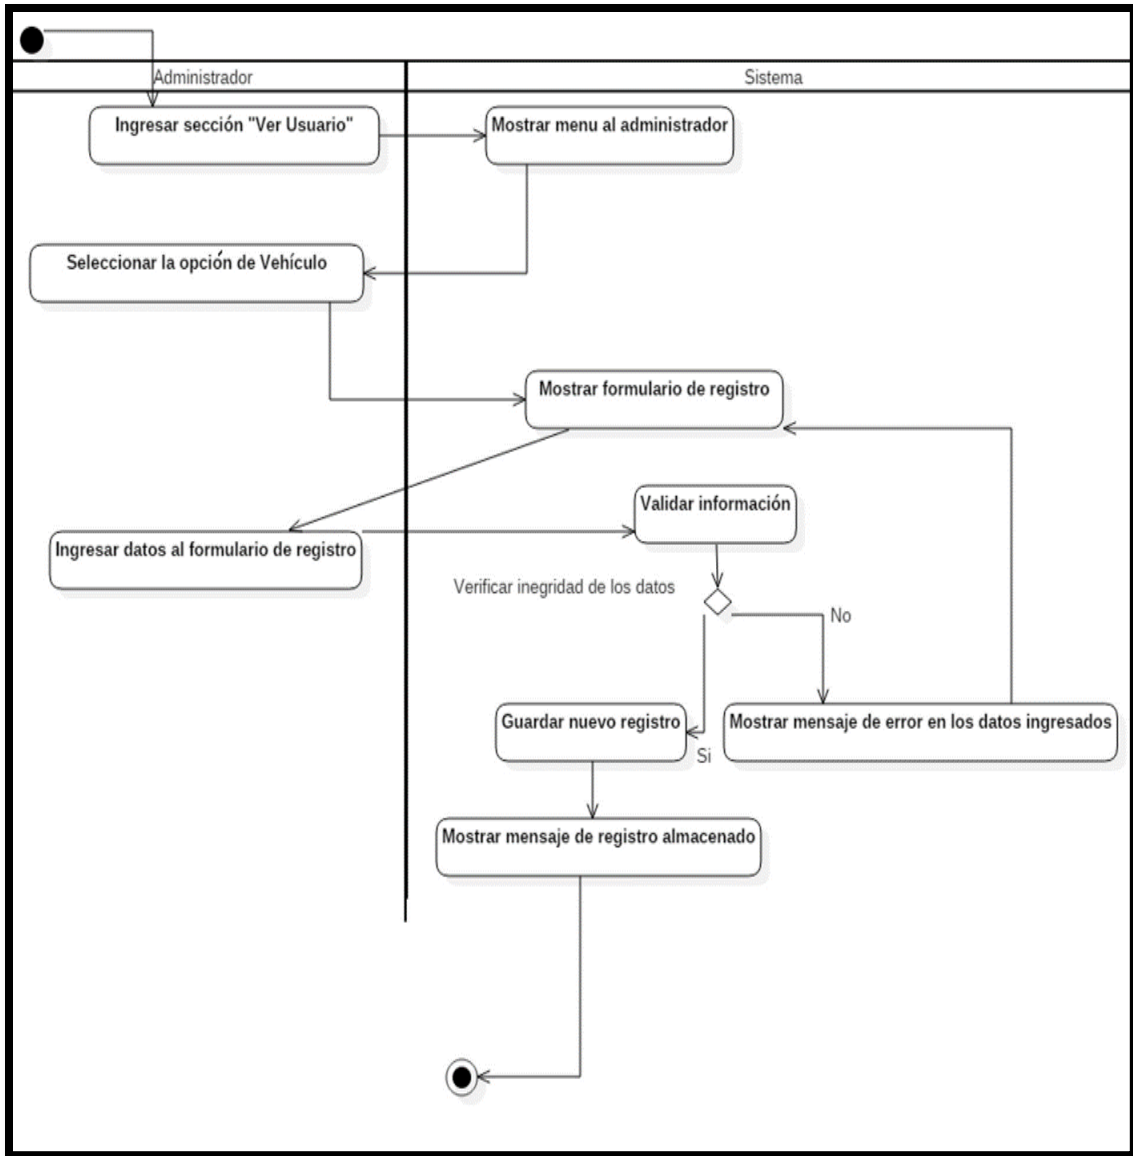 Administrador
Sistema
Ingresar sección "Ver Usuario"
Mostrar menu al administrador
Seleccionar la opción de Vehículo
Mostrar formulario de registro
Validar información
Ingresar datos al formulario de registro
Verificar inegridad de los datos
No
Guardar nuevo registro
Mostrar mensaje de error en los datos ingresados
Si
Mostrar mensaje de registro almacenado